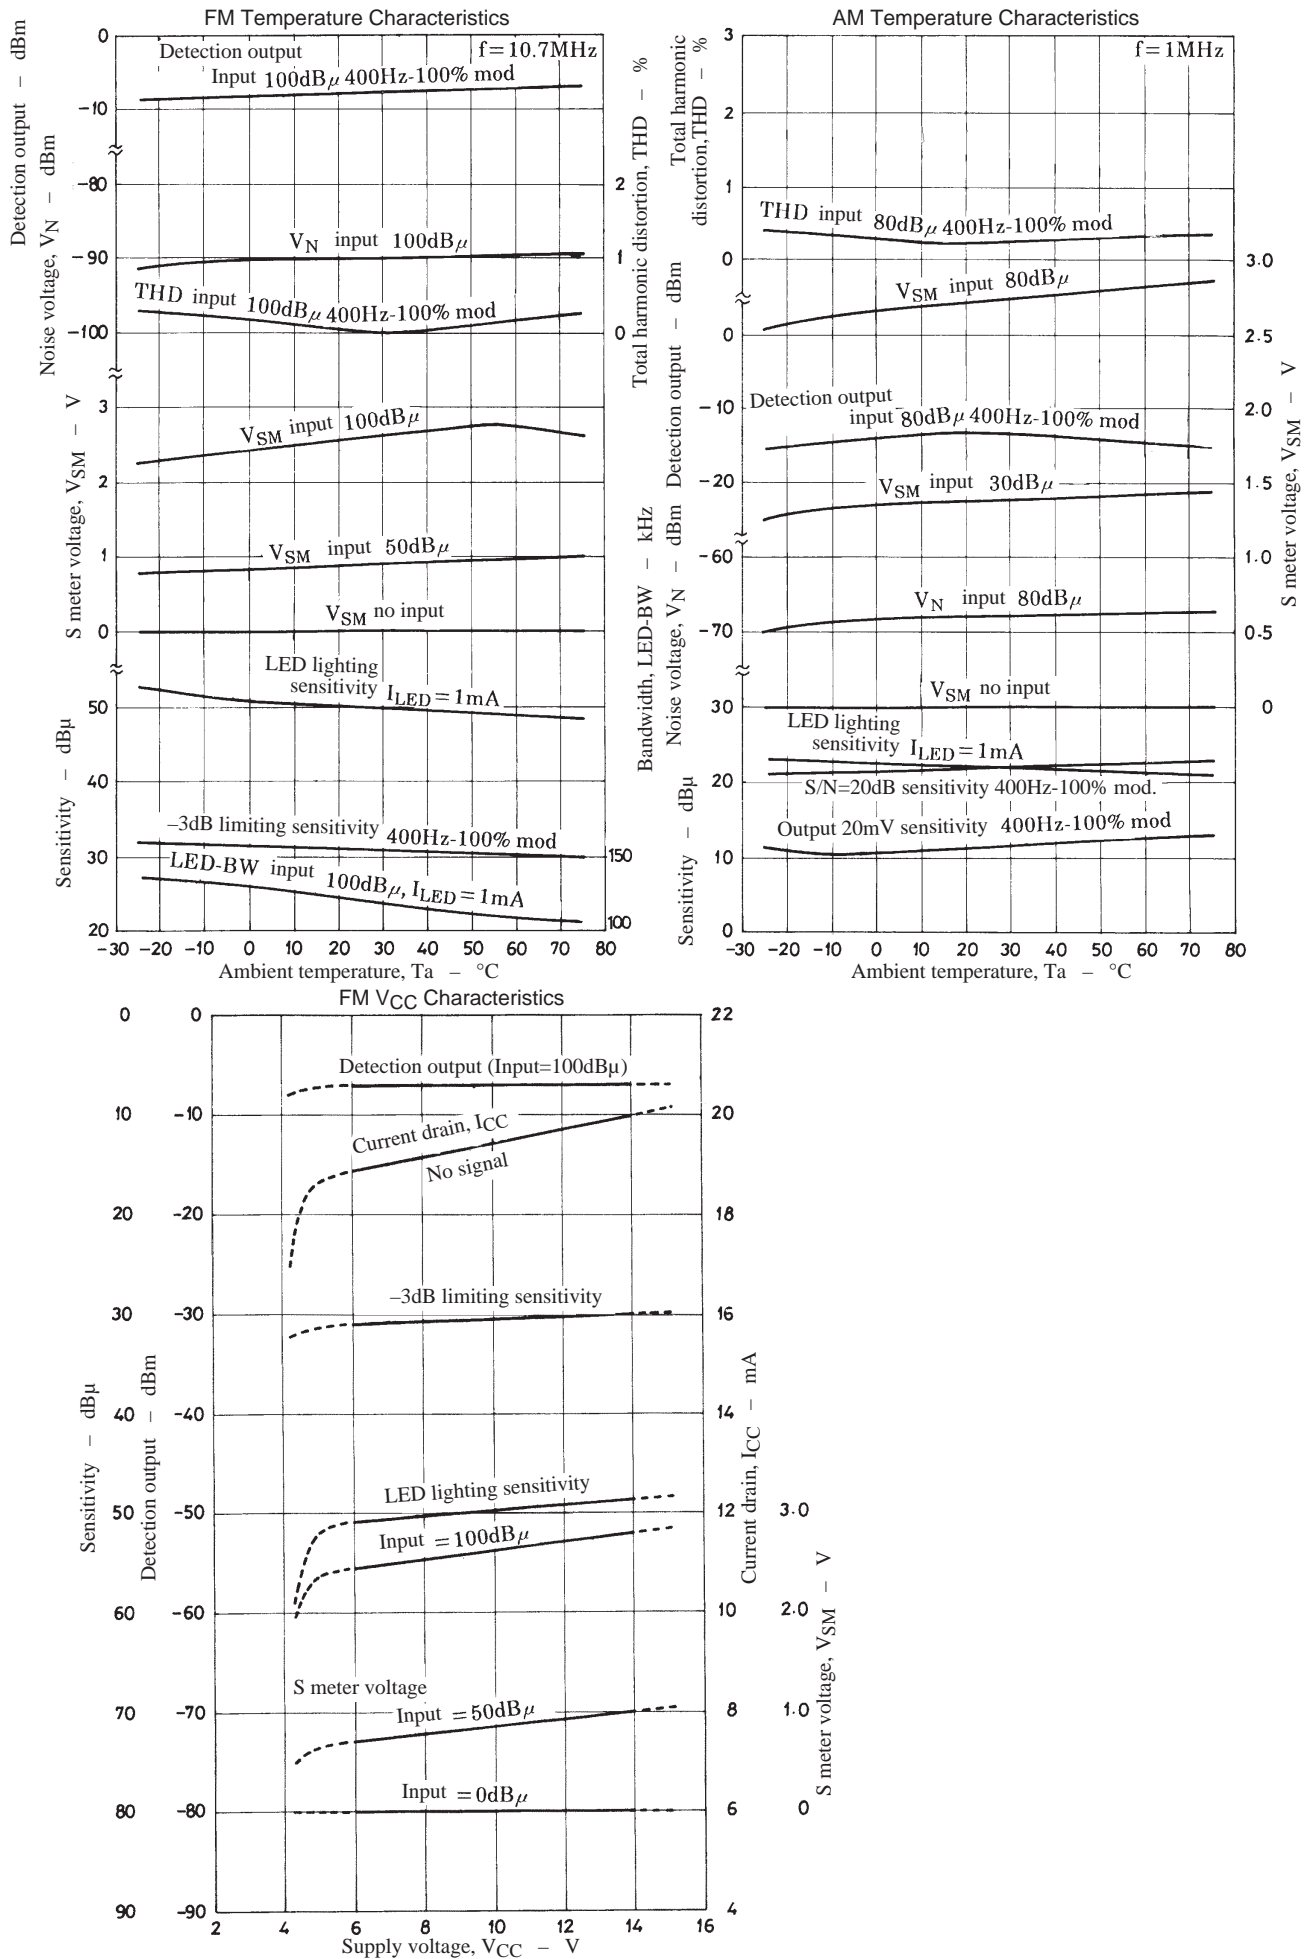 FM Temperature Characteristics
Detection output – dBm
Noise voltage, VN – dBm
S meter voltage, VSM – V
Sensitivity – dBμ
0
−10
−80
−90
−100
3
2
1
0
50
40
30
20
Detection output
f=10.7MHz
Input 100dBμ 400Hz-100% mod
VN input 100dBμ
THD input 100dBμ 400Hz-100% mod
VSM input 100dBμ
VSM input 50dBμ
VSM no input
LED lighting
sensitivity ILED=1mA
–3dB limiting sensitivity 400Hz-100% mod
LED-BW input 100dBμ, ILED=1mA
2
1
0
150
100
Total harmonic distortion, THD – %
Bandwidth, LED-BW – kHz
−30 −20 −10 0 10 20 30 40 50 60 70 80
Ambient temperature, Ta – °C
AM Temperature Characteristics
Total harmonic
distortion,THD – %
Detection output – dBm
Noise voltage, VN – dBm
Sensitivity – dBμ
3
2
1
0
0
−10
−20
−60
−70
30
20
10
0
f=1MHz
THD input 80dBμ 400Hz-100% mod
VSM input 80dBμ
Detection output
input 80dBμ 400Hz-100% mod
VSM input 30dBμ
VN input 80dBμ
VSM no input
LED lighting
sensitivity ILED=1mA
S/N=20dB sensitivity 400Hz-100% mod.
Output 20mV sensitivity 400Hz-100% mod
3.0
2.5
2.0
1.5
1.0
0.5
0
S meter voltage, VSM – V
−30 −20 −10 0 10 20 30 40 50 60 70 80
Ambient temperature, Ta – °C
FM VCC Characteristics
Sensitivity – dBμ
Detection output – dBm
0 −0
10 −10
20 −20
30 −30
40 −40
50 −50
60 −60
70 −70
80 −80
90 −90
Detection output (Input=100dBμ)
Current drain, ICC
No signal
–3dB limiting sensitivity
LED lighting sensitivity
Input =100dBμ
S meter voltage
Input =50dBμ
Input =0dBμ
22
20
18
16
14
12
10
8
6
4
Current drain, ICC – mA
3.0
2.0
1.0
0
S meter voltage, VSM – V
2 4 6 8 10 12 14 16
Supply voltage, VCC – V